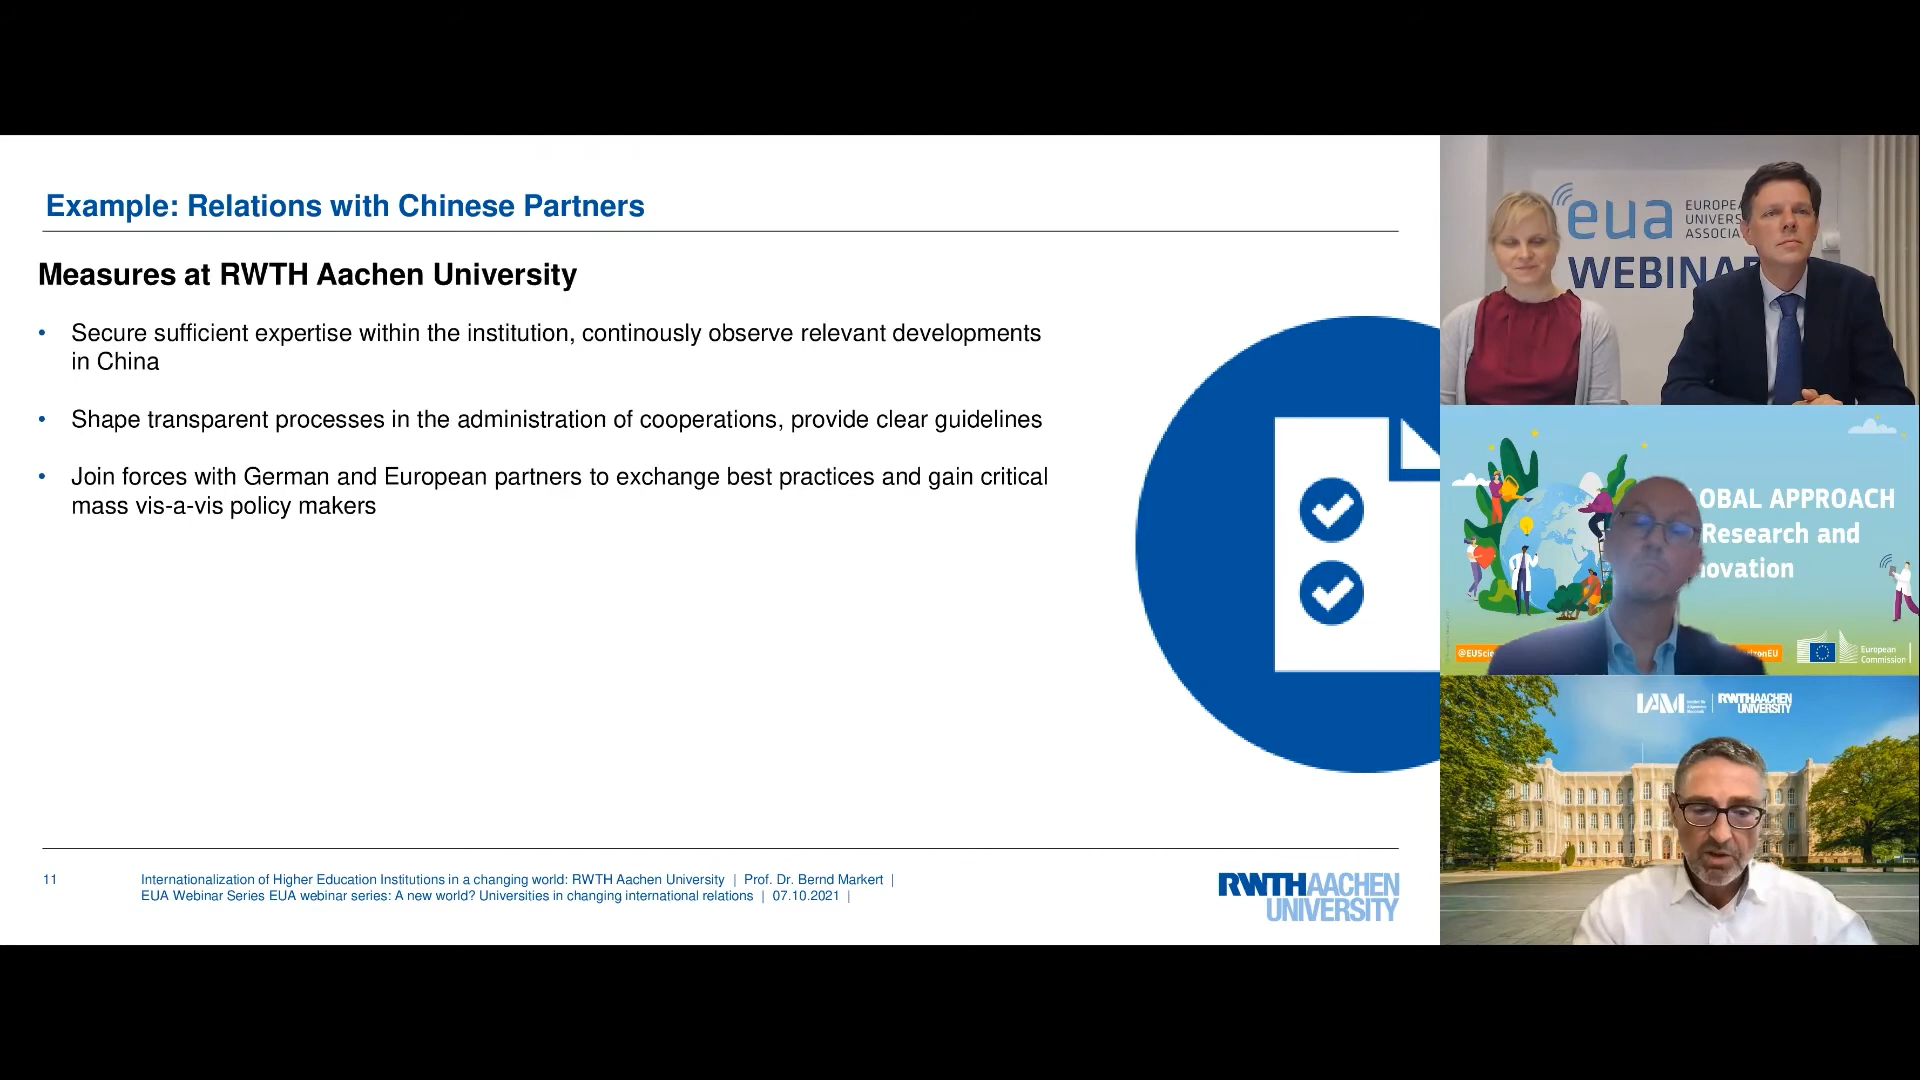 Example: Relations with Chinese Partners
Measures at RWTH Aachen University
• Secure sufficient expertise within the institution, continously observe relevant developments
in China
• Shape transparent processes in the administration of cooperations, provide clear guidelines
• Join forces with German and European partners to exchange best practices and gain critical
mass vis-a-vis policy makers
11
Internationalization of Higher Education Institutions in a changing world: RWTH Aachen University | Prof. Dr. Bernd Markert |
EUA Webinar Series EUA webinar series: A new world? Universities in changing international relations | 07.10.2021 |
RWTHAACHEN
UNIVERSITY
eua
EUROPE
UNIVERS
ASSOCIA
WEBINA
OBAL APPROACH
Research and
ovation
@EUScie
izonEU
European
Commission
IAM
RWTHAACHEN
UNIVERSITY